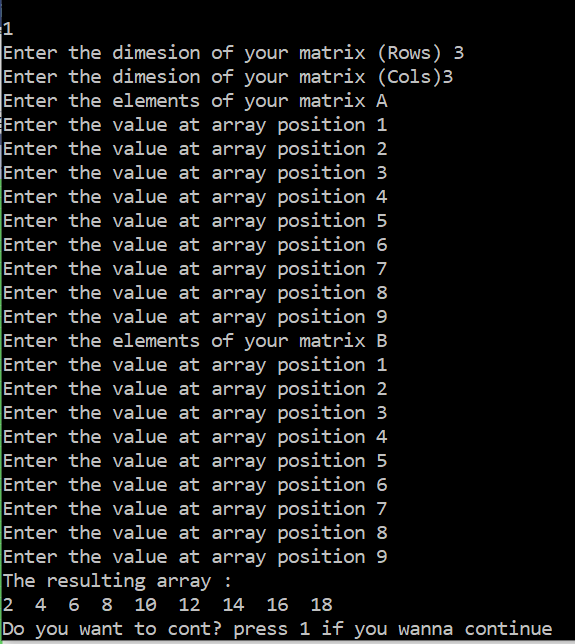 1
Enter the dimesion of your matrix (Rows) 3
Enter the dimesion of your matrix (Cols)3
Enter the elements of your matrix A
Enter the value at array position 1
Enter the value at array position 2
Enter the value at array position 3
Enter the value at array position 4
Enter the value at array position 5
Enter the value at array position 6
Enter the value at array position 7
Enter the value at array position 8
Enter the value at array position 9
Enter the elements of your matrix B
Enter the value at array position 1
Enter the value at array position 2
Enter the value at array position 3
Enter the value at array position 4
Enter the value at array position 5
Enter the value at array position 6
Enter the value at array position 7
Enter the value at array position 8
Enter the value at array position 9
The resulting array :
2  4  6  8  10  12  14  16  18
Do you want to cont? press 1 if you wanna continue